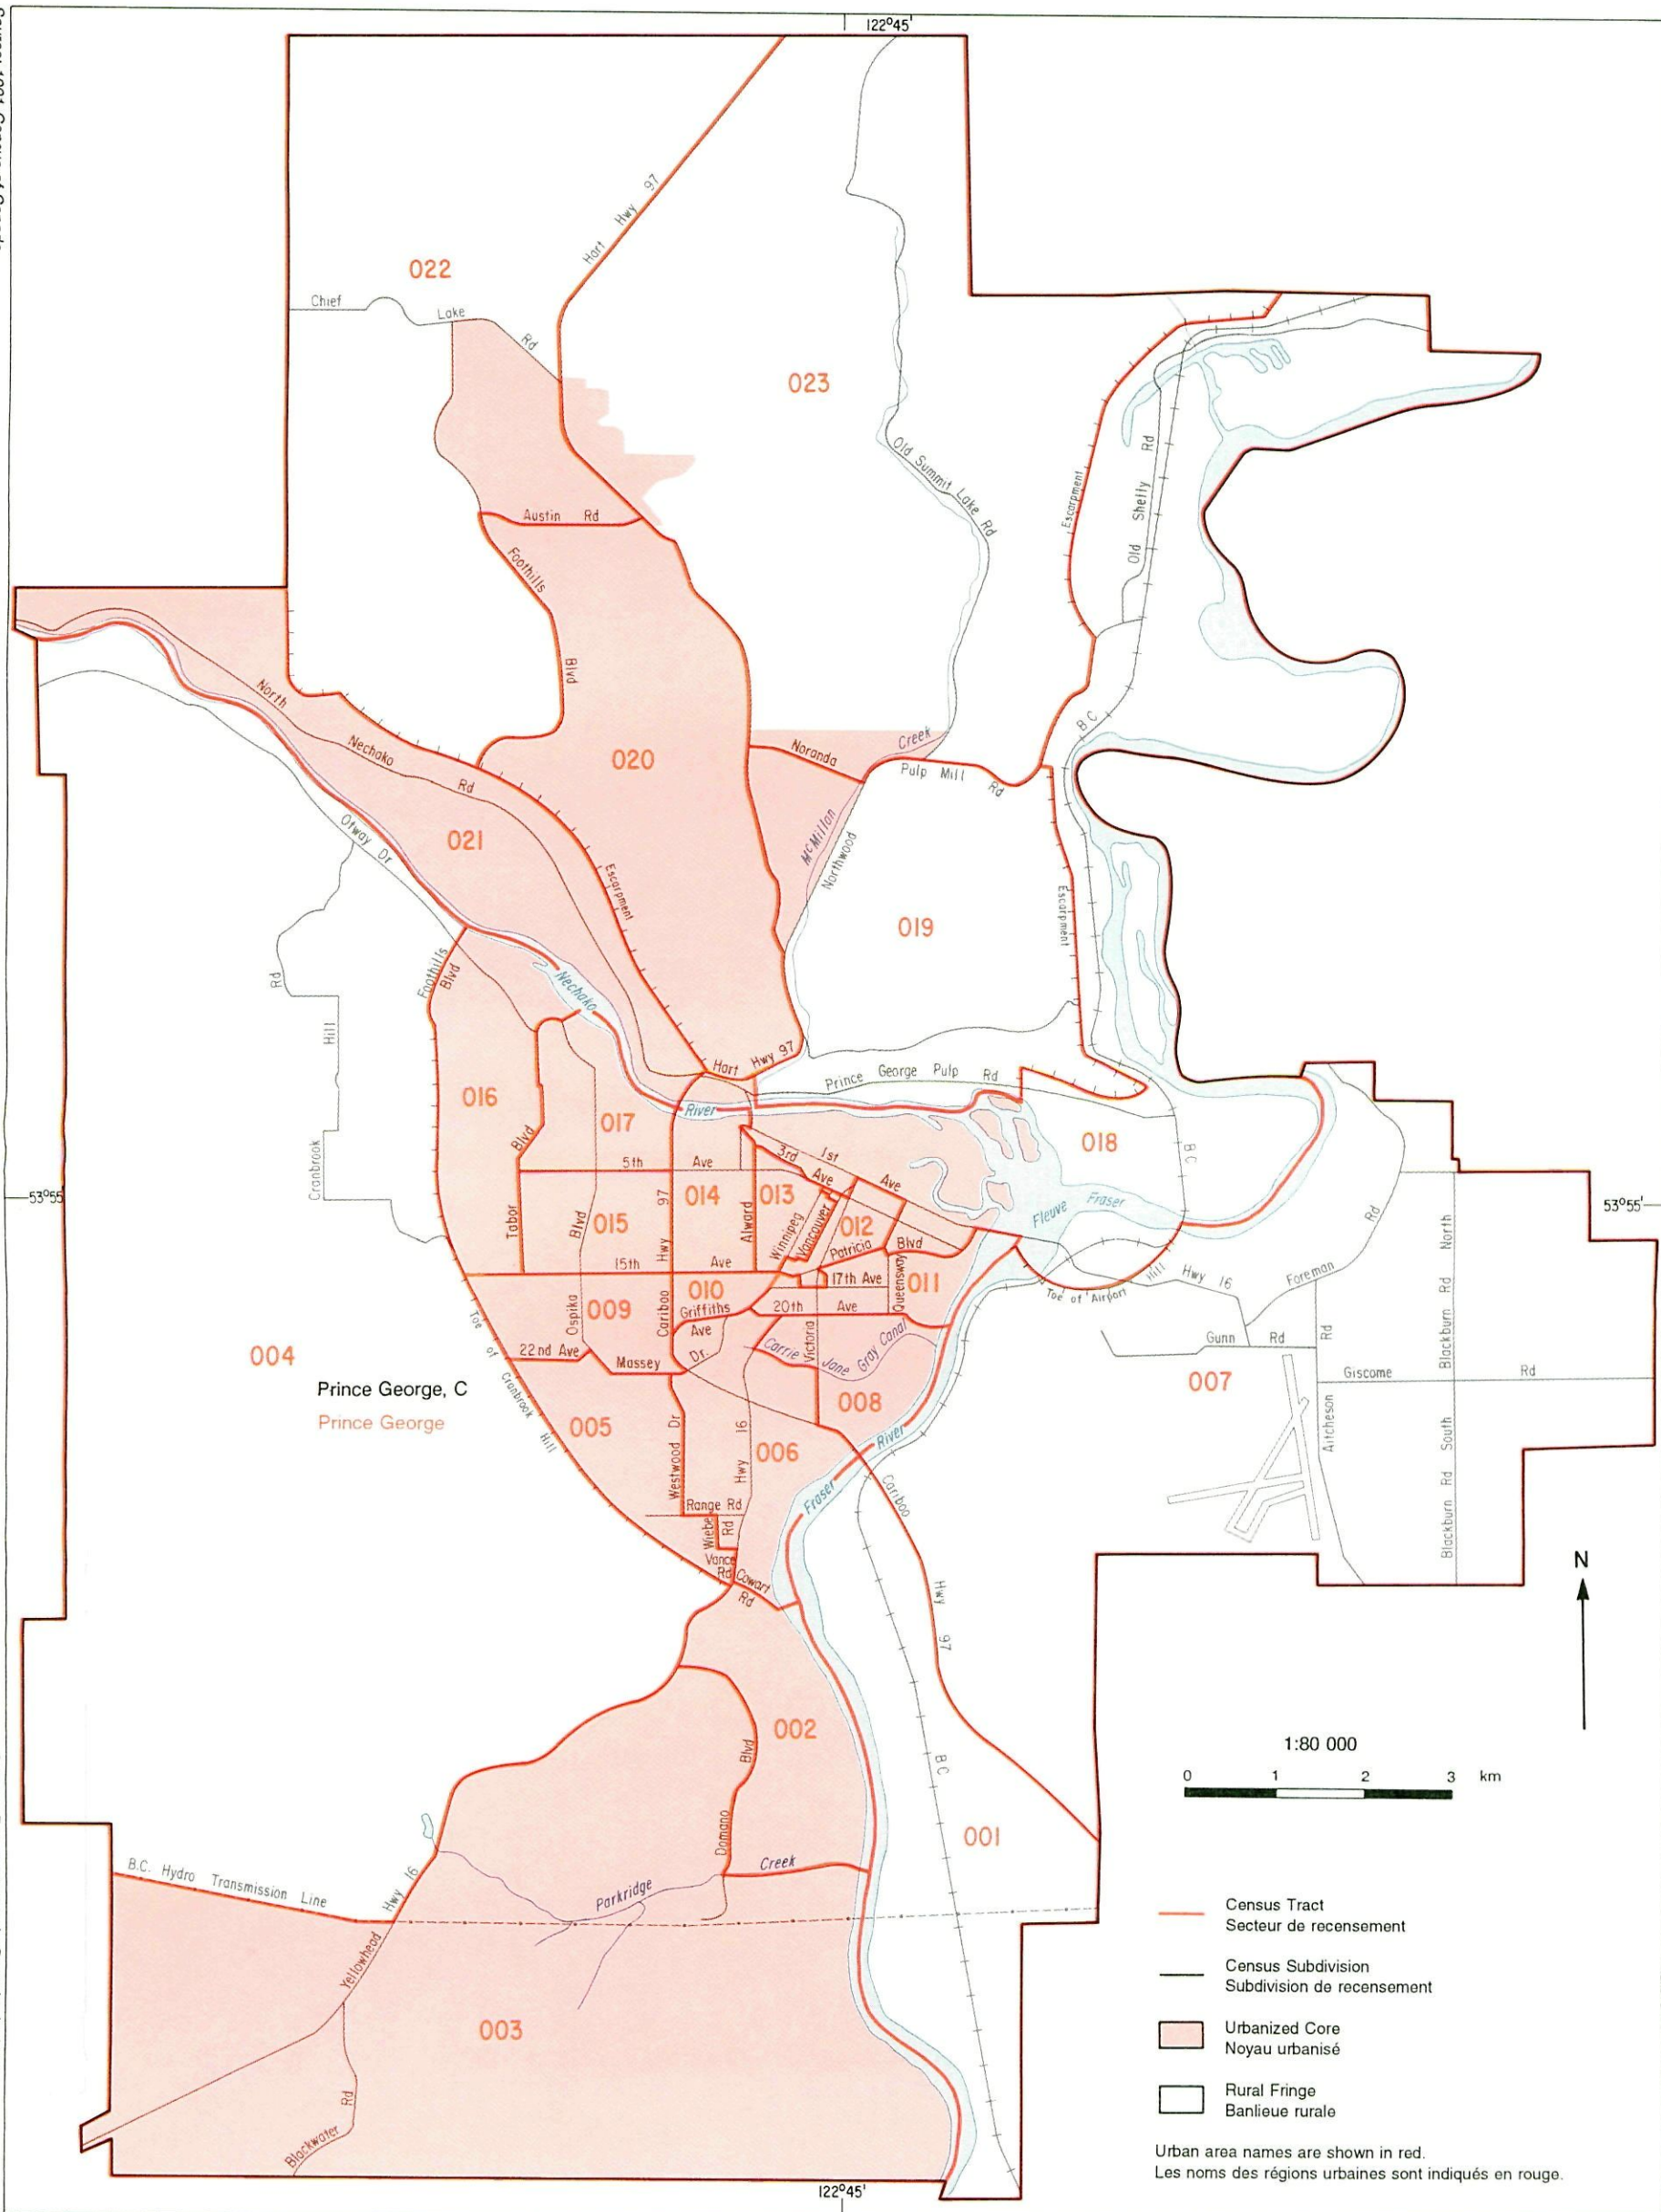 122°45'
Hart Hwy 97
022
Chief Lake Rd
023
Old Summit Lake Rd
Escarpment
Old Shelly Rd
Austin Rd
Foothills Blvd
North Nechako Rd
B C
Noranda
Creek
020
Pulp Mill Rd
021
Otway Dr
McMillan
Northwood
Escarpment
Escarpment
019
Foothills Blvd
Nechako
Rd
Hill
Cranbrook
Hart Hwy 97
Prince George Pulp Rd
016
River
017
Blvd
018
B C
5th Ave
3rd Ave
1st Ave
53°55'
53°55'
014
013
97
Winnipeg
Vancouver
012
Fleuve Fraser
Tabor
015
Blvd
Alward
Patricia Blvd
Rd
15th Ave
Hwy
010
17th Ave
Queensway
011
Toe of Airport Hill
Hwy 16
Foreman
Blackburn Rd North
009
Ospika
Cariboo
Griffiths Ave
20th Ave
Toe of Cranbrook Hill
22nd Ave
Massey Dr.
Victoria
Carrie Jane Gray Canal
Gunn Rd
Rd
004
Giscome Rd
007
Prince George, C
Prince George
008
005
Westwood Dr
Hwy 16
006
River
Aitcheson
Blackburn Rd South
Fraser
Cariboo
Range Rd
Wiebe Rd
Vance Rd
Cowart Rd
N
Hwy 97
002
Blvd
1:80 000
B C
0 1 2 3 km
Domano
001
Creek
B.C. Hydro Transmission Line
Hwy 16
Parkridge
Yellowhead
003
Rd
Blackwater
Census Tract
Secteur de recensement
Census Subdivision
Subdivision de recensement
Urbanized Core
Noyau urbanisé
Rural Fringe
Banlieue rurale
Urban area names are shown in red.
Les noms des régions urbaines sont indiqués en rouge.
122°45'